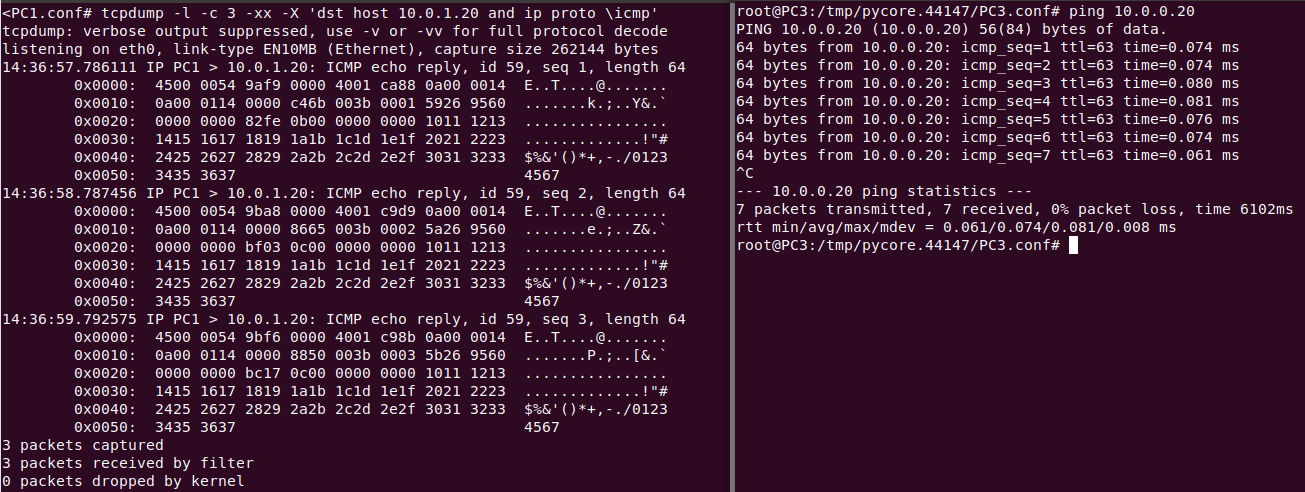 <PC1.conf# tcpdump -l -c 3 -xx -X 'dst host 10.0.1.20 and ip proto \icmp'
tcpdump: verbose output suppressed, use -v or -vv for full protocol decode
listening on eth0, link-type EN10MB (Ethernet), capture size 262144 bytes
14:36:57.786111 IP PC1 > 10.0.1.20: ICMP echo reply, id 59, seq 1, length 64
        0x0000:  4500 0054 9af9 0000 4001 ca88 0a00 0014  E..T....@.......
        0x0010:  0a00 0114 0000 c46b 003b 0001 5926 9560  .......k.;..Y&.`
        0x0020:  0000 0000 82fe 0b00 0000 0000 1011 1213  ................
        0x0030:  1415 1617 1819 1a1b 1c1d 1e1f 2021 2223  .............!"#
        0x0040:  2425 2627 2829 2a2b 2c2d 2e2f 3031 3233  $%&'()*+,-./0123
        0x0050:  3435 3637                                4567
14:36:58.787456 IP PC1 > 10.0.1.20: ICMP echo reply, id 59, seq 2, length 64
        0x0000:  4500 0054 9ba8 0000 4001 c9d9 0a00 0014  E..T....@.......
        0x0010:  0a00 0114 0000 8665 003b 0002 5a26 9560  .......e.;..Z&.`
        0x0020:  0000 0000 bf03 0c00 0000 0000 1011 1213  ................
        0x0030:  1415 1617 1819 1a1b 1c1d 1e1f 2021 2223  .............!"#
        0x0040:  2425 2627 2829 2a2b 2c2d 2e2f 3031 3233  $%&'()*+,-./0123
        0x0050:  3435 3637                                4567
14:36:59.792575 IP PC1 > 10.0.1.20: ICMP echo reply, id 59, seq 3, length 64
        0x0000:  4500 0054 9bf6 0000 4001 c98b 0a00 0014  E..T....@.......
        0x0010:  0a00 0114 0000 8850 003b 0003 5b26 9560  .......P.;..[&.`
        0x0020:  0000 0000 bc17 0c00 0000 0000 1011 1213  ................
        0x0030:  1415 1617 1819 1a1b 1c1d 1e1f 2021 2223  .............!"#
        0x0040:  2425 2627 2829 2a2b 2c2d 2e2f 3031 3233  $%&'()*+,-./0123
        0x0050:  3435 3637                                4567
3 packets captured
3 packets received by filter
0 packets dropped by kernel
root@PC3:/tmp/pycore.44147/PC3.conf# ping 10.0.0.20
PING 10.0.0.20 (10.0.0.20) 56(84) bytes of data.
64 bytes from 10.0.0.20: icmp_seq=1 ttl=63 time=0.074 ms
64 bytes from 10.0.0.20: icmp_seq=2 ttl=63 time=0.074 ms
64 bytes from 10.0.0.20: icmp_seq=3 ttl=63 time=0.080 ms
64 bytes from 10.0.0.20: icmp_seq=4 ttl=63 time=0.081 ms
64 bytes from 10.0.0.20: icmp_seq=5 ttl=63 time=0.076 ms
64 bytes from 10.0.0.20: icmp_seq=6 ttl=63 time=0.074 ms
64 bytes from 10.0.0.20: icmp_seq=7 ttl=63 time=0.061 ms
^C
--- 10.0.0.20 ping statistics ---
7 packets transmitted, 7 received, 0% packet loss, time 6102ms
rtt min/avg/max/mdev = 0.061/0.074/0.081/0.008 ms
root@PC3:/tmp/pycore.44147/PC3.conf#